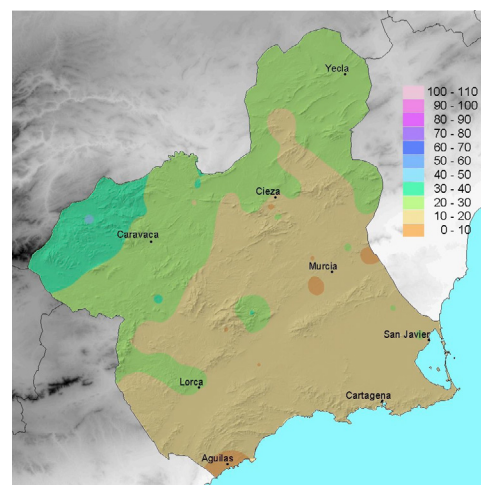 Yecla
100 - 110
90 - 100
80 - 90
70 - 80
60 - 70
50 - 60
40 - 50
30 - 40
20 - 30
10 - 20
0 - 10
Cieza
Caravaca
Murcia
San Javier
Lorca
Cartagena
Aguilas